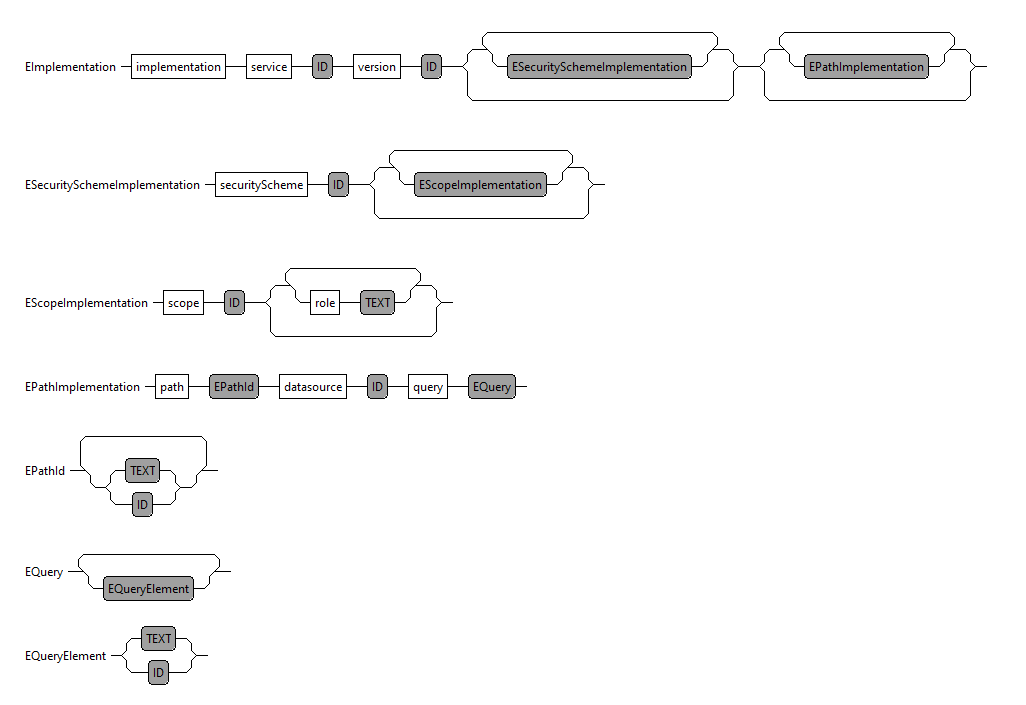 EImplementation implementation service ID version ID ESecuritySchemeImplementation EPathImplementation
ESecuritySchemeImplementation securityScheme ID EScopeImplementation
EScopeImplementation scope ID role TEXT
EPathImplementation path EPathId datasource ID query EQuery
EPathId TEXT
ID
EQuery EQueryElement
EQueryElement TEXT
ID